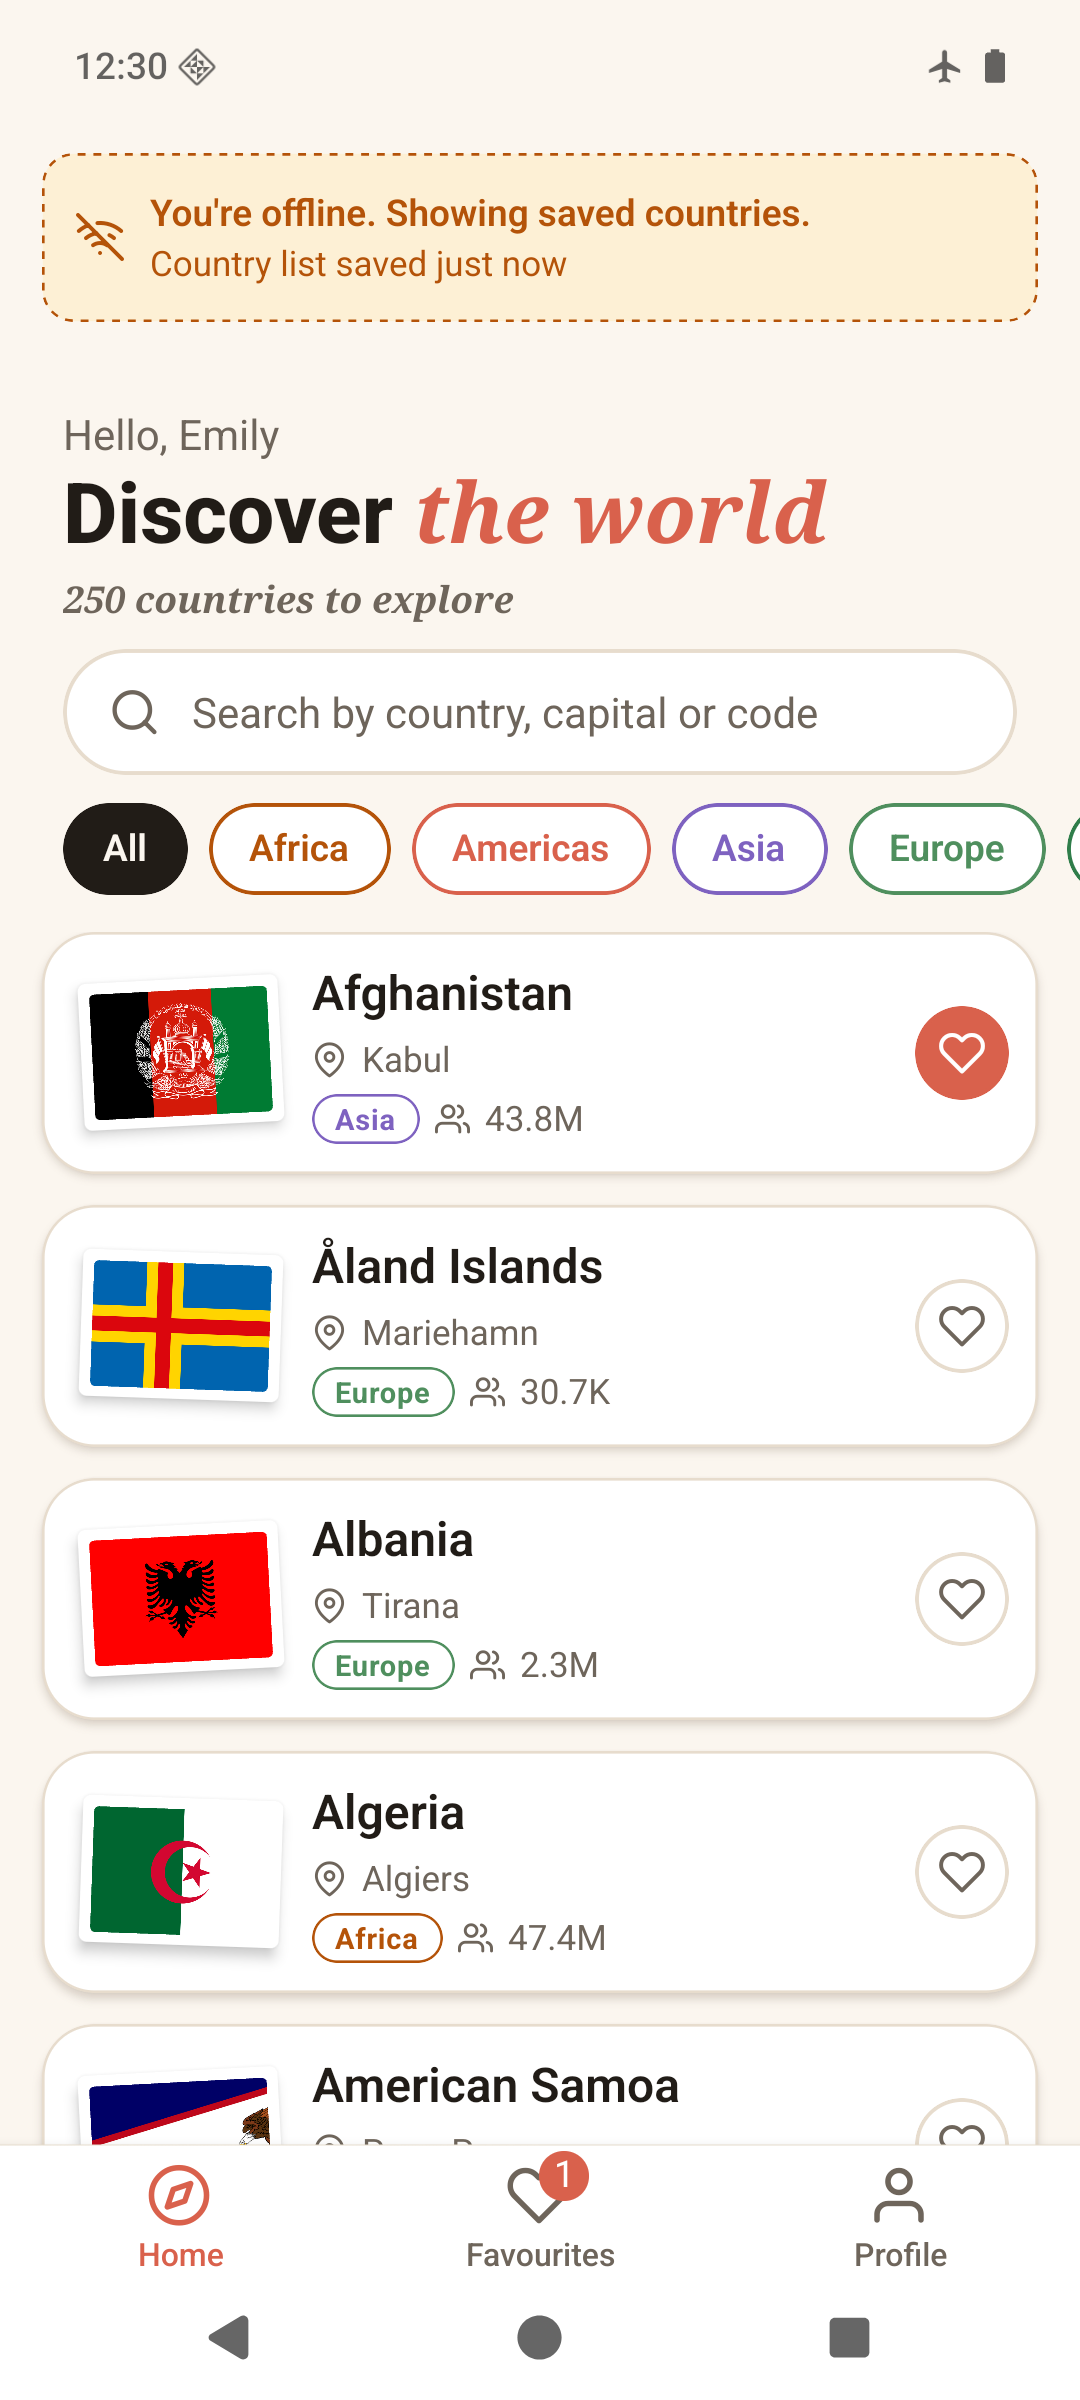 12:30
You're offline. Showing saved countries.
Country list saved just now
Hello, Emily
Discover the world
250 countries to explore
Search by country, capital or code
All Africa Americas Asia Europe
Afghanistan
Kabul
Asia 43.8M
Åland Islands
Mariehamn
Europe 30.7K
Albania
Tirana
Europe 2.3M
Algeria
Algiers
Africa 47.4M
American Samoa
1
Home Favourites Profile